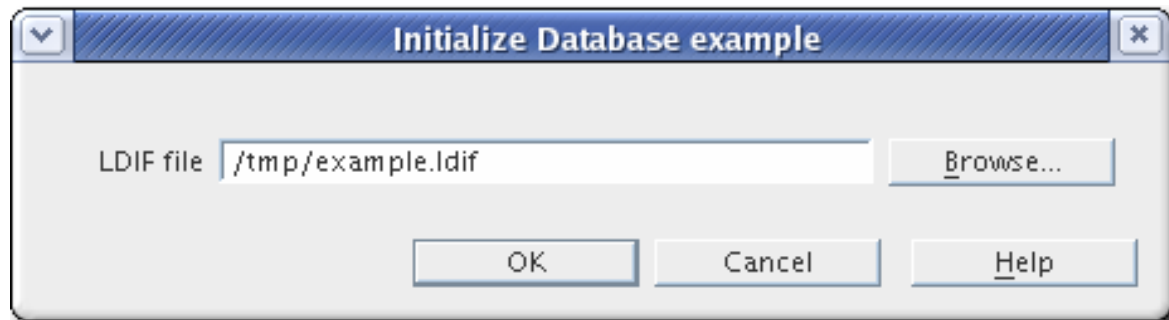 Initialize Database example
LDIF file /tmp/example.ldif Browse...
OK Cancel Help